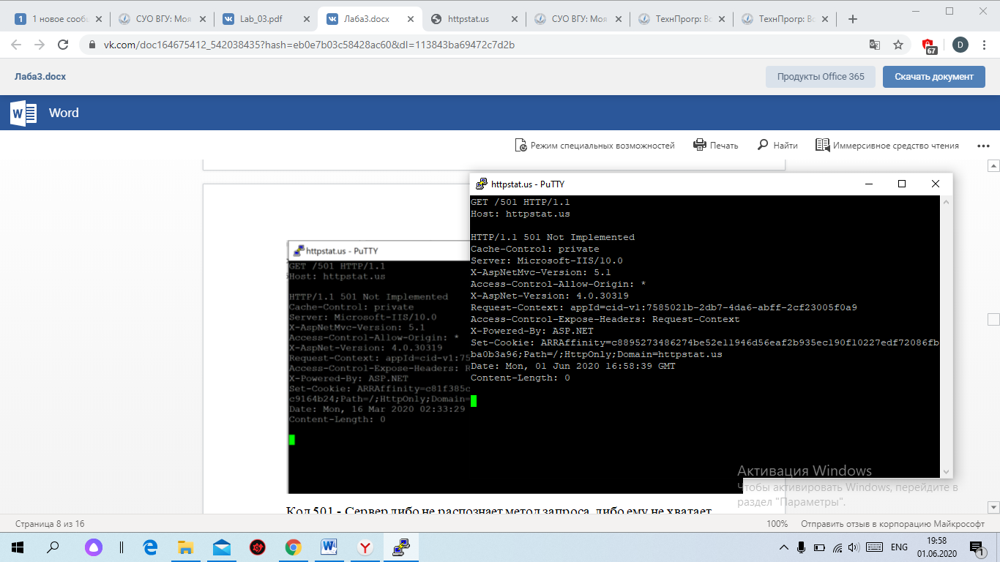 1 новое сооб
СУО ВГУ: Моя
Lab_03.pdf
Лаба3.docx
httpstat.us
СУО ВГУ: Моя
ТехнПрогр: Вс
ТехнПрогр: Вс
vk.com/doc164675412_542038435?hash=eb0e7b03c58428ac60&dl=113843ba69472c7d2b
67
D
Лаба3.docx
Продукты Office 365
Скачать документ
Word
Режим специальных возможностей
Печать
Найти
Иммерсивное средство чтения
httpstat.us - PuTTY
GET /501 HTTP/1.1
Host: httpstat.us
HTTP/1.1 501 Not Implemented
Cache-Control: private
Server: Microsoft-IIS/10.0
X-AspNetMvc-Version: 5.1
Access-Control-Allow-Origin: *
X-AspNet-Version: 4.0.30319
Request-Context: appId=cid-v1:75
Access-Control-Expose-Headers: R
X-Powered-By: ASP.NET
Set-Cookie: ARRAffinity=c81f385c
c9164b24;Path=/;HttpOnly;Domain=
Date: Mon, 16 Mar 2020 02:33:29
Content-Length: 0
httpstat.us - PuTTY
GET /501 HTTP/1.1
Host: httpstat.us
HTTP/1.1 501 Not Implemented
Cache-Control: private
Server: Microsoft-IIS/10.0
X-AspNetMvc-Version: 5.1
Access-Control-Allow-Origin: *
X-AspNet-Version: 4.0.30319
Request-Context: appId=cid-v1:7585021b-2db7-4da6-abff-2cf23005f0a9
Access-Control-Expose-Headers: Request-Context
X-Powered-By: ASP.NET
Set-Cookie: ARRAffinity=c8895273486274be52e11946d56eaf2b935ec190f10227edf72086fb
ba0b3a96;Path=/;HttpOnly;Domain=httpstat.us
Date: Mon, 01 Jun 2020 16:58:39 GMT
Content-Length: 0
Активация Windows
Чтобы активировать Windows, перейдите в
раздел "Параметры".
Код 501 - Сервер либо не распознает метод запроса, либо ему не хватает
Страница 8 из 16
100%
Отправить отзыв в корпорацию Майкрософт
ENG
19:58
01.06.2020
1